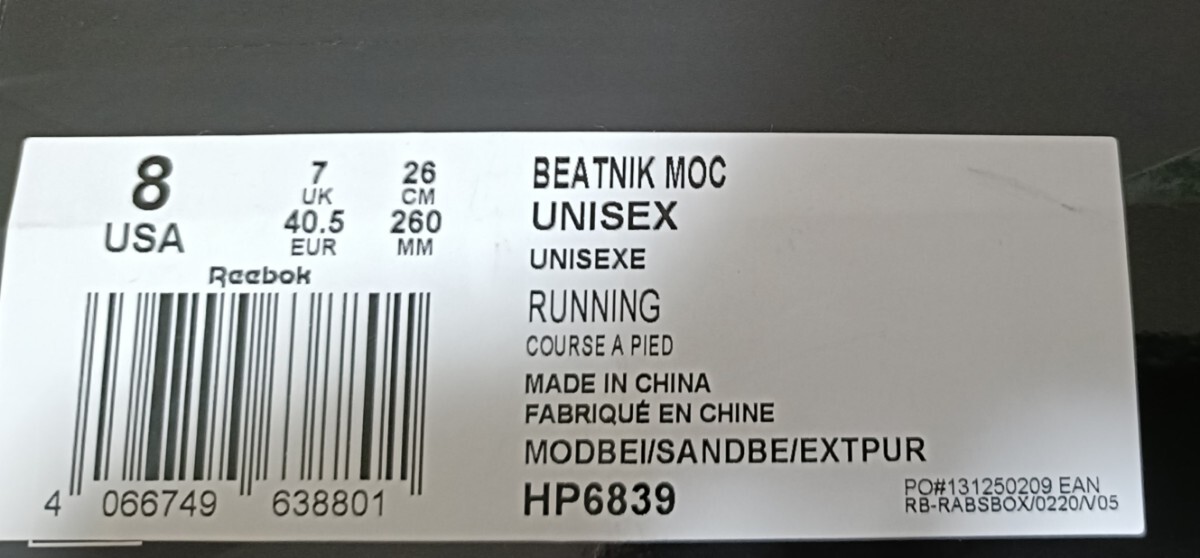 8
USA
7
UK
40.5
EUR
26
CM
260
MM
Reebok
4 066749 638801
BEATNIK MOC
UNISEX
UNISEXE
RUNNING
COURSE A PIED
MADE IN CHINA
FABRIQUÉ EN CHINE
MODBEI/SANDBE/EXTPUR
HP6839
PO#131250209 EAN
RB-RABSBOX/0220/V05